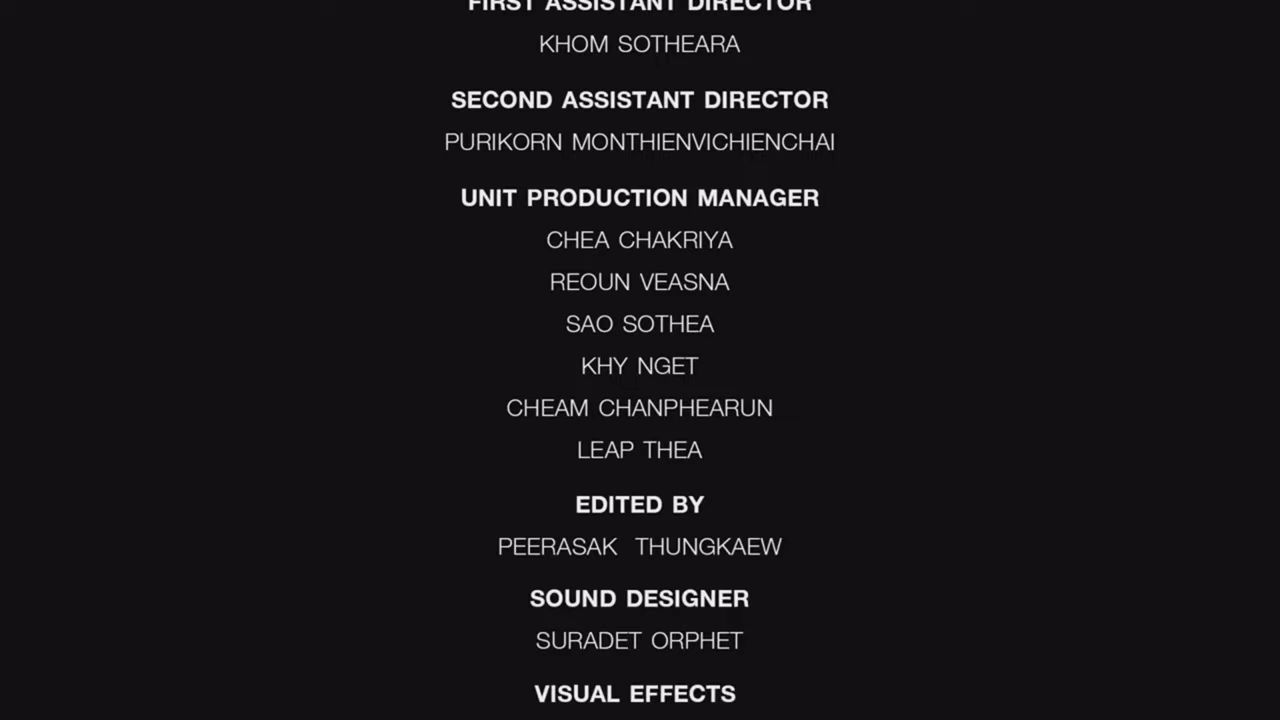 FIRST ASSISTANT DIRECTOR
KHOM SOTHEARA
SECOND ASSISTANT DIRECTOR
PURIKORN MONTHIENVICHIENCHAI
UNIT PRODUCTION MANAGER
CHEA CHAKRIYA
REOUN VEASNA
SAO SOTHEA
KHY NGET
CHEAM CHANPHEARUN
LEAP THEA
EDITED BY
PEERASAK THUNGKAEW
SOUND DESIGNER
SURADET ORPHET
VISUAL EFFECTS